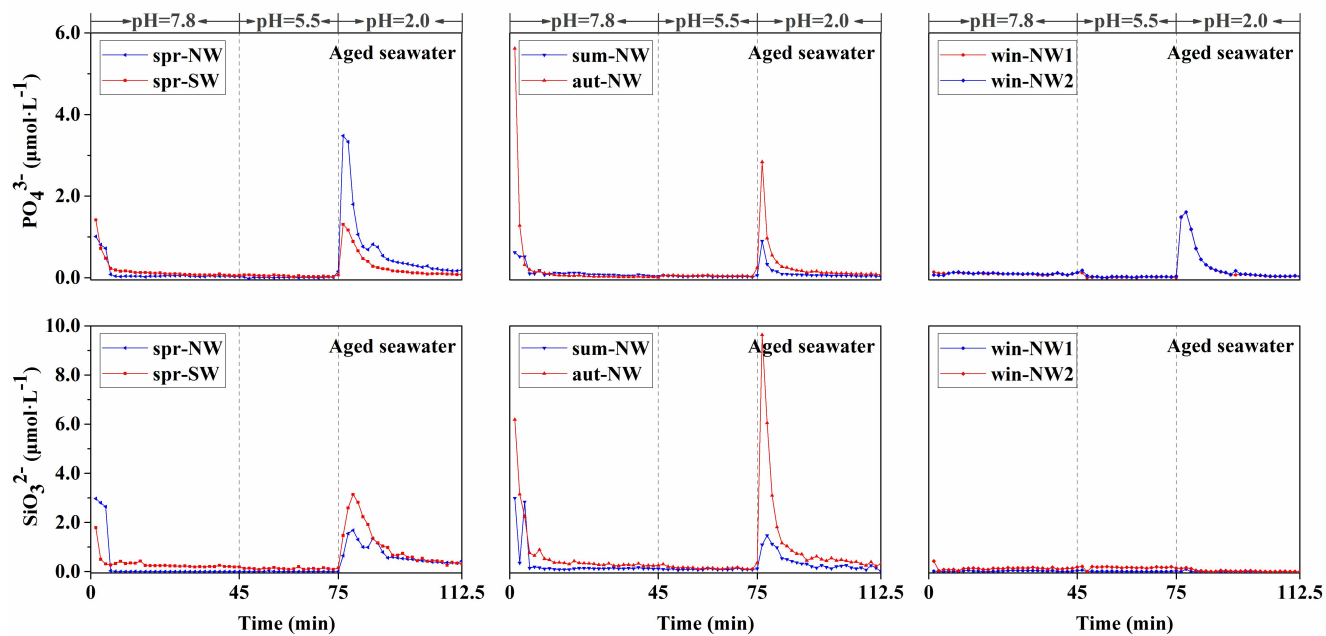 pH=7.8 pH=5.5 pH=2.0 pH=7.8 pH=5.5 pH=2.0 pH=7.8 pH=5.5 pH=2.0
6.0
4.0
2.0
0.0
PO₄³⁻ (μmol·L⁻¹)
spr-NW
spr-SW
Aged seawater
sum-NW
aut-NW
Aged seawater
win-NW1
win-NW2
Aged seawater
10.0
8.0
6.0
4.0
2.0
0.0
SiO₃²⁻ (μmol·L⁻¹)
spr-NW
spr-SW
Aged seawater
sum-NW
aut-NW
Aged seawater
win-NW1
win-NW2
Aged seawater
0 45 75 112.5 0 45 75 112.5 0 45 75 112.5
Time (min) Time (min) Time (min)